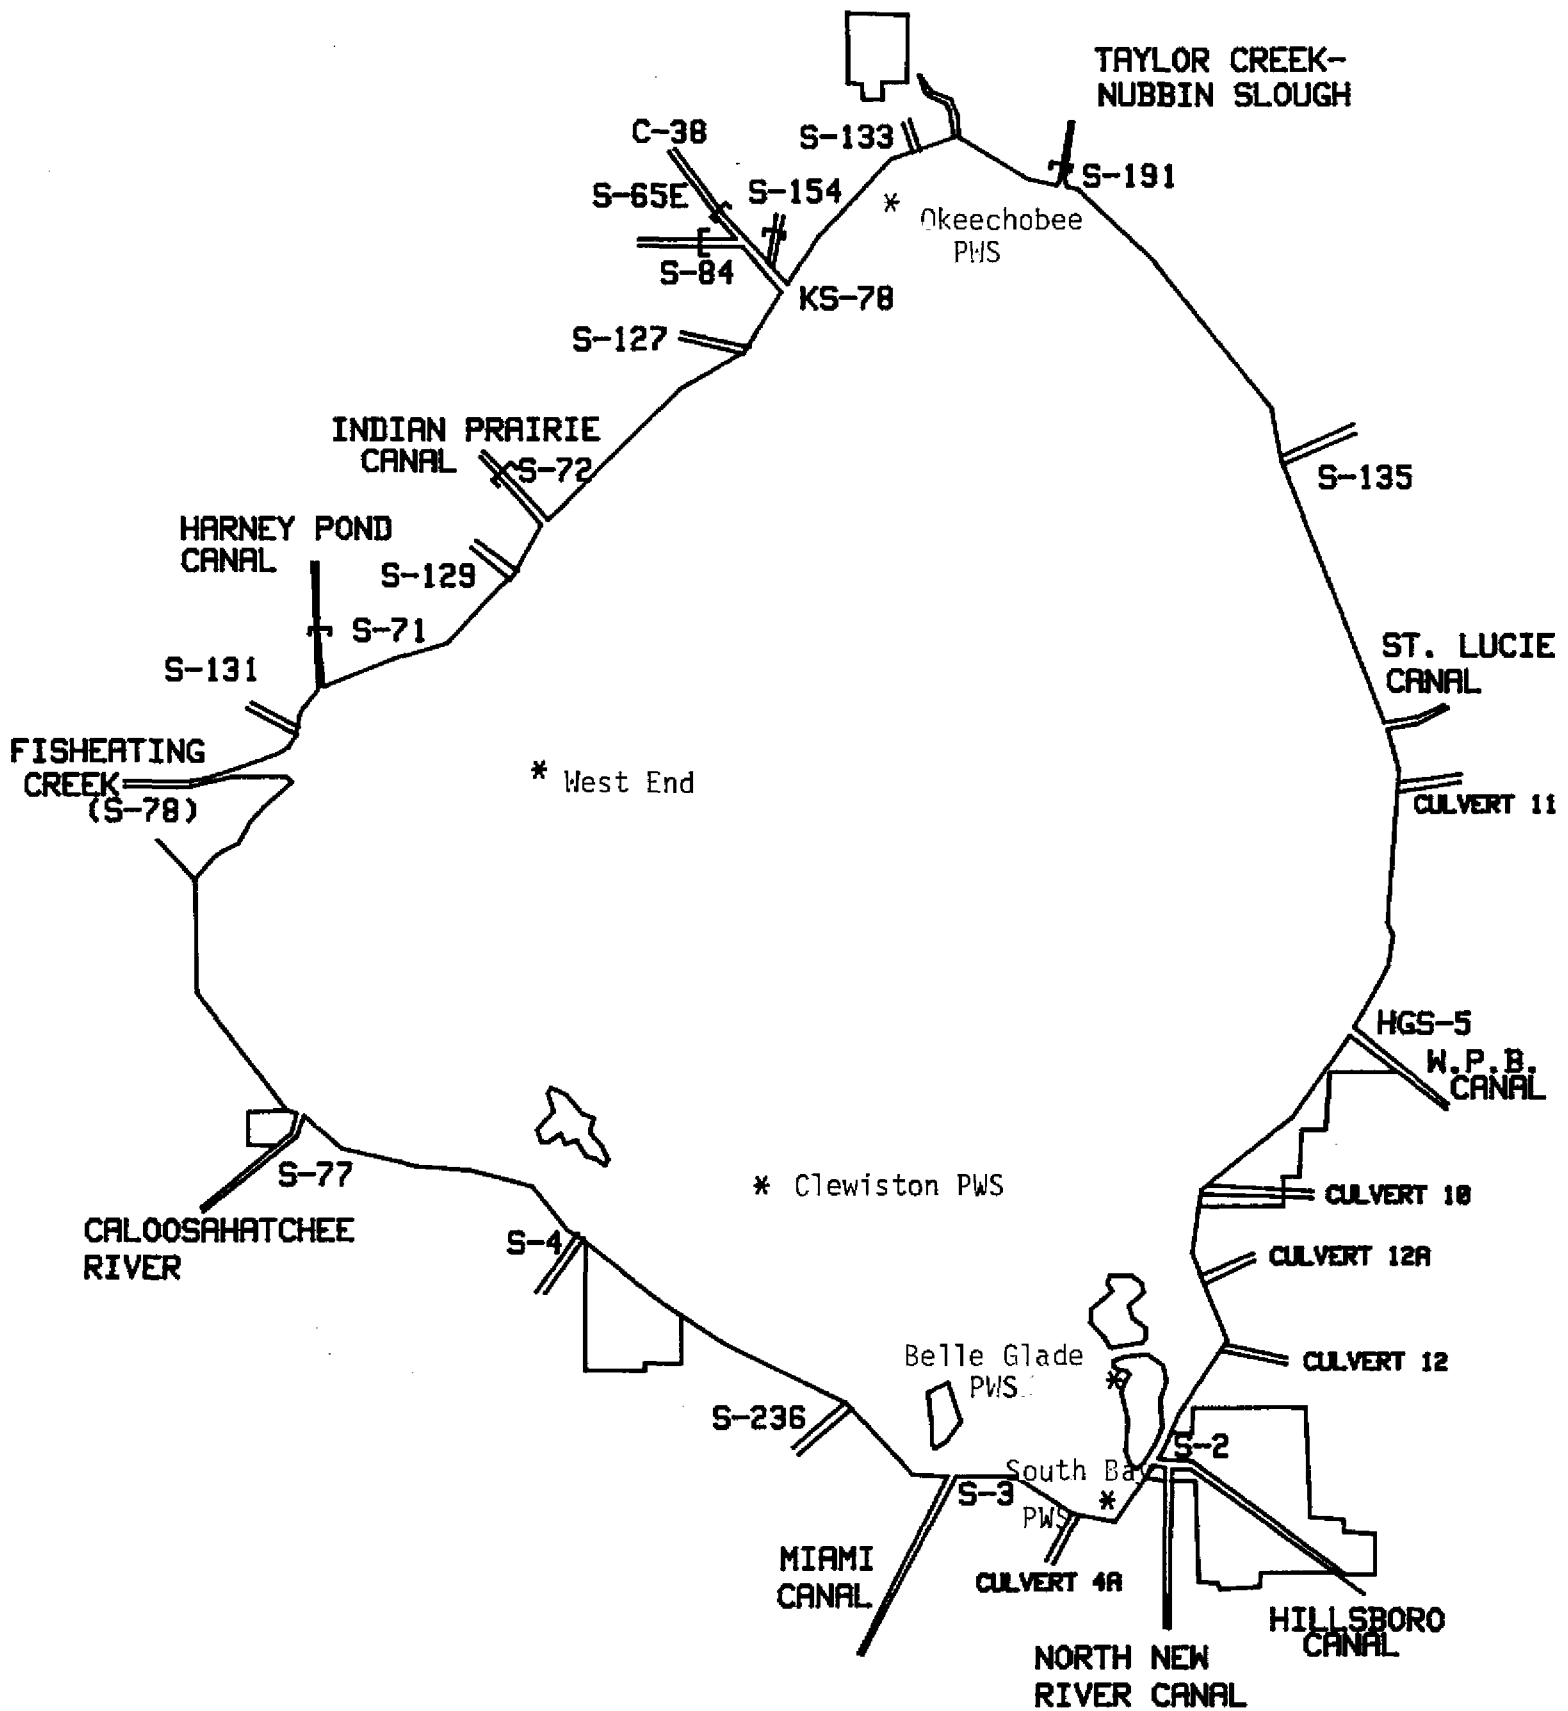 TAYLOR CREEK-
NUBBIN SLOUGH
C-38
S-133
S-65E
S-154
S-191
* Okeechobee
PWS
S-84
KS-78
S-127
INDIAN PRAIRIE
CANAL
S-72
S-135
HARNEY POND
CANAL
S-129
S-71
S-131
ST. LUCIE
CANAL
FISHEATING
CREEK
(S-78)
* West End
CULVERT 11
HGS-5
W.P.B.
CANAL
S-77
* Clewiston PWS
CULVERT 10
CALOOSAHATCHEE
RIVER
S-4
CULVERT 12A
Belle Glade
PWS
*
CULVERT 12
S-236
S-2
South Bay
PWS
*
S-3
MIAMI
CANAL
CULVERT 4A
HILLSBORO
CANAL
NORTH NEW
RIVER CANAL